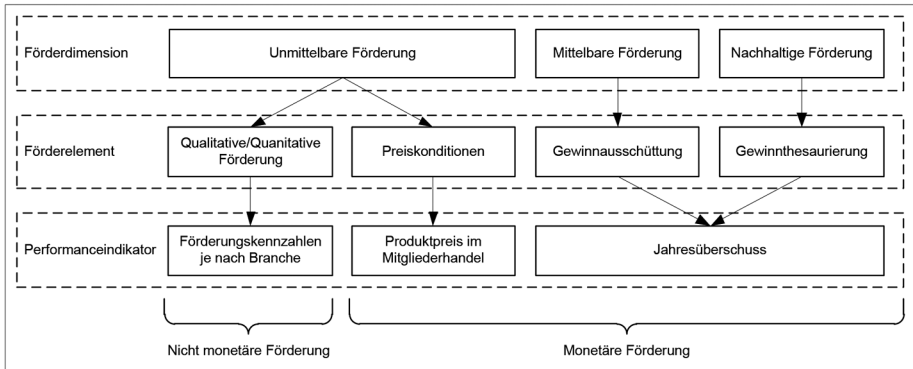 Förderdimension
Unmittelbare Förderung
Mittelbare Förderung
Nachhaltige Förderung
Förderelement
Qualitative/Quanitative
Förderung
Preiskonditionen
Gewinnausschüttung
Gewinnthesaurierung
Performanceindikator
Förderungskennzahlen
je nach Branche
Produktpreis im
Mitgliederhandel
Jahresüberschuss
Nicht monetäre Förderung
Monetäre Förderung